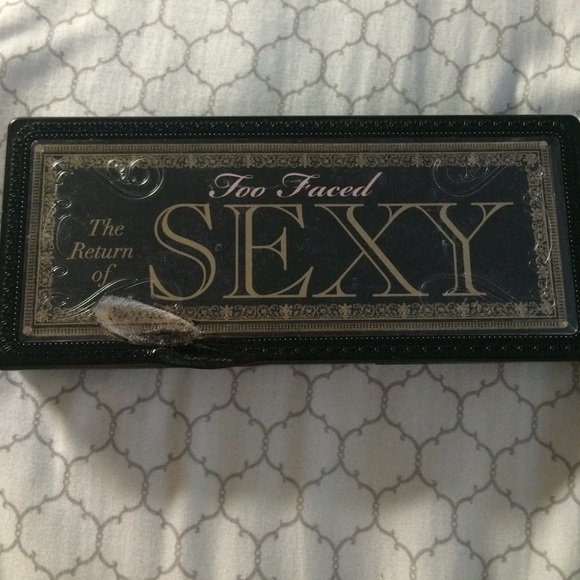 Too Faced
The
Return
of
SEXY